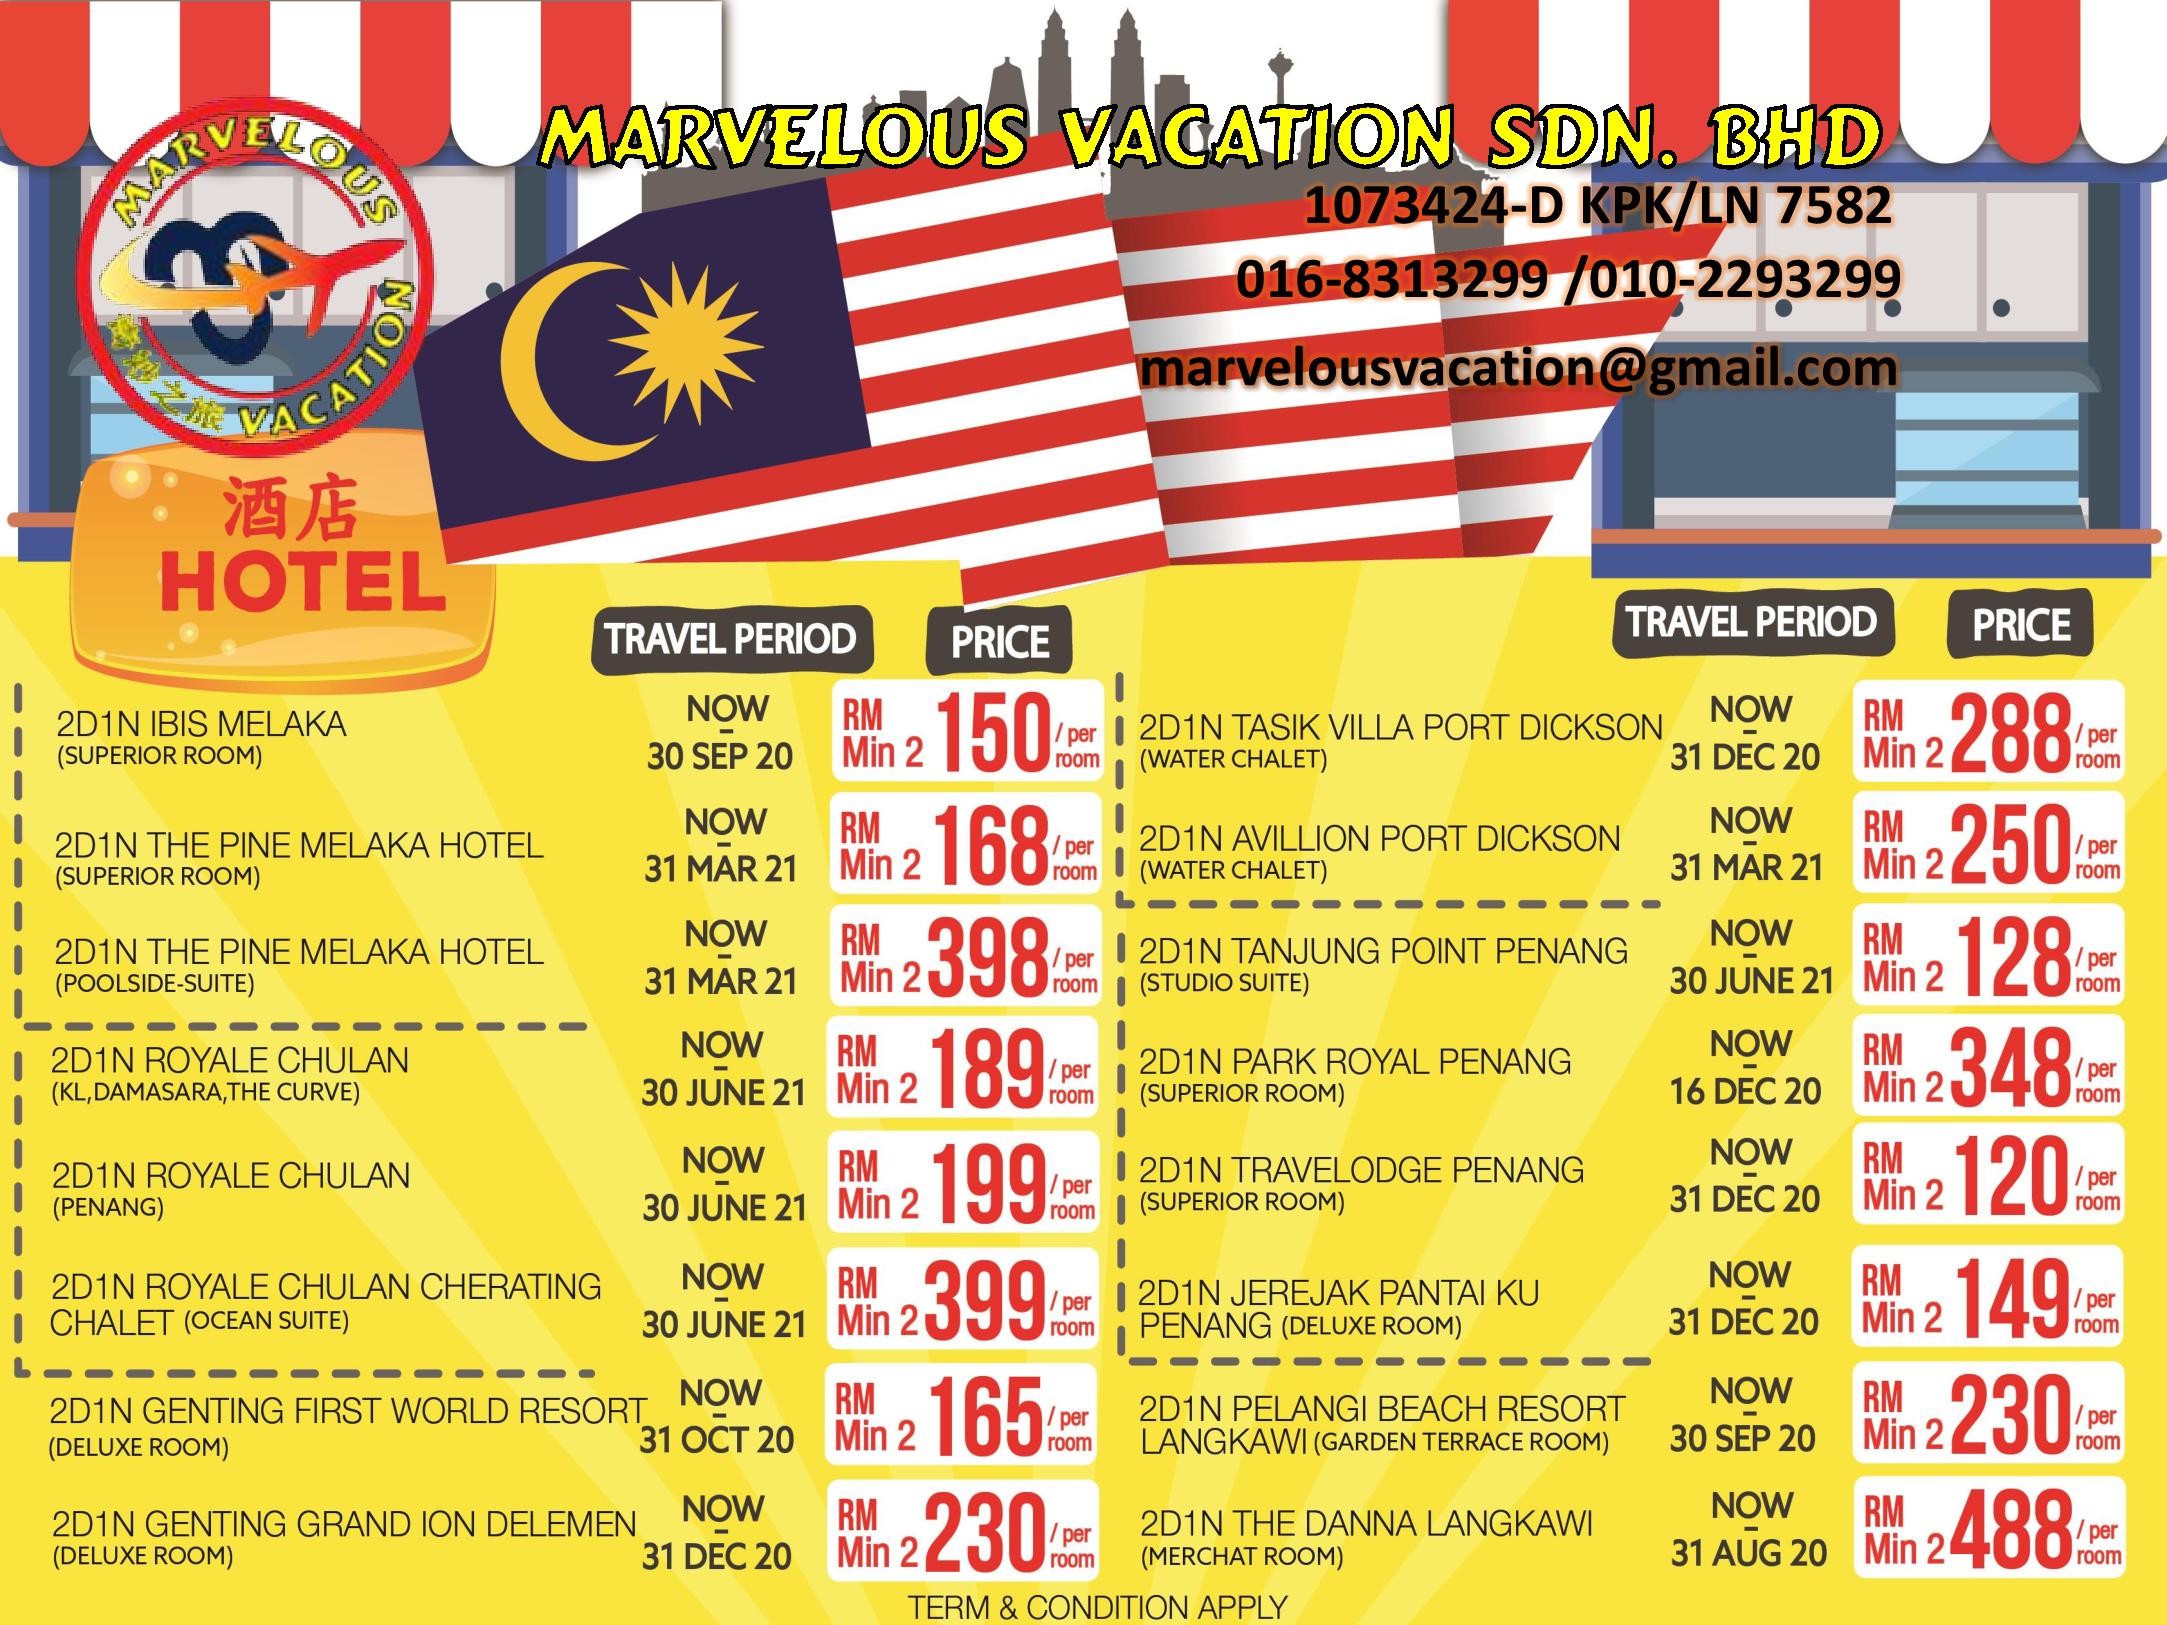 MARVELOUS VACATION SDN. BHD
1073424-D KPK/LN 7582
016-8313299 /010-2293299
marvelousvacation@gmail.com
MARVELOUS
VACATION
酒店
HOTEL
TRAVEL PERIOD PRICE
2D1N IBIS MELAKA
(SUPERIOR ROOM)
NOW
-
30 SEP 20
RM
Min 2 150 / per
room
2D1N THE PINE MELAKA HOTEL
(SUPERIOR ROOM)
NOW
-
31 MAR 21
RM
Min 2 168 / per
room
2D1N THE PINE MELAKA HOTEL
(POOLSIDE-SUITE)
NOW
-
31 MAR 21
RM
Min 2 398 / per
room
2D1N ROYALE CHULAN
(KL,DAMASARA,THE CURVE)
NOW
-
30 JUNE 21
RM
Min 2 189 / per
room
2D1N ROYALE CHULAN
(PENANG)
NOW
-
30 JUNE 21
RM
Min 2 199 / per
room
2D1N ROYALE CHULAN CHERATING
CHALET (OCEAN SUITE)
NOW
-
30 JUNE 21
RM
Min 2 399 / per
room
2D1N GENTING FIRST WORLD RESORT
(DELUXE ROOM)
NOW
-
31 OCT 20
RM
Min 2 165 / per
room
2D1N GENTING GRAND ION DELEMEN
(DELUXE ROOM)
NOW
-
31 DEC 20
RM
Min 2 230 / per
room
TRAVEL PERIOD PRICE
2D1N TASIK VILLA PORT DICKSON
(WATER CHALET)
NOW
-
31 DEC 20
RM
Min 2 288 / per
room
2D1N AVILLION PORT DICKSON
(WATER CHALET)
NOW
-
31 MAR 21
RM
Min 2 250 / per
room
2D1N TANJUNG POINT PENANG
(STUDIO SUITE)
NOW
-
30 JUNE 21
RM
Min 2 128 / per
room
2D1N PARK ROYAL PENANG
(SUPERIOR ROOM)
NOW
-
16 DEC 20
RM
Min 2 348 / per
room
2D1N TRAVELODGE PENANG
(SUPERIOR ROOM)
NOW
-
31 DEC 20
RM
Min 2 120 / per
room
2D1N JEREJAK PANTAI KU
PENANG (DELUXE ROOM)
NOW
-
31 DEC 20
RM
Min 2 149 / per
room
2D1N PELANGI BEACH RESORT
LANGKAWI (GARDEN TERRACE ROOM)
NOW
-
30 SEP 20
RM
Min 2 230 / per
room
2D1N THE DANNA LANGKAWI
(MERCHAT ROOM)
NOW
-
31 AUG 20
RM
Min 2 488 / per
room
TERM & CONDITION APPLY